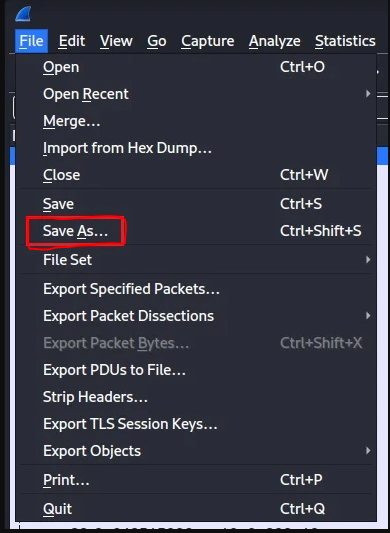 File Edit View Go Capture Analyze Statistics
Open Ctrl+O
Open Recent
Merge...
Import from Hex Dump...
Close Ctrl+W
Save Ctrl+S
Save As... Ctrl+Shift+S
File Set
Export Specified Packets...
Export Packet Dissections
Export Packet Bytes... Ctrl+Shift+X
Export PDUs to File...
Strip Headers...
Export TLS Session Keys...
Export Objects
Print... Ctrl+P
Quit Ctrl+Q